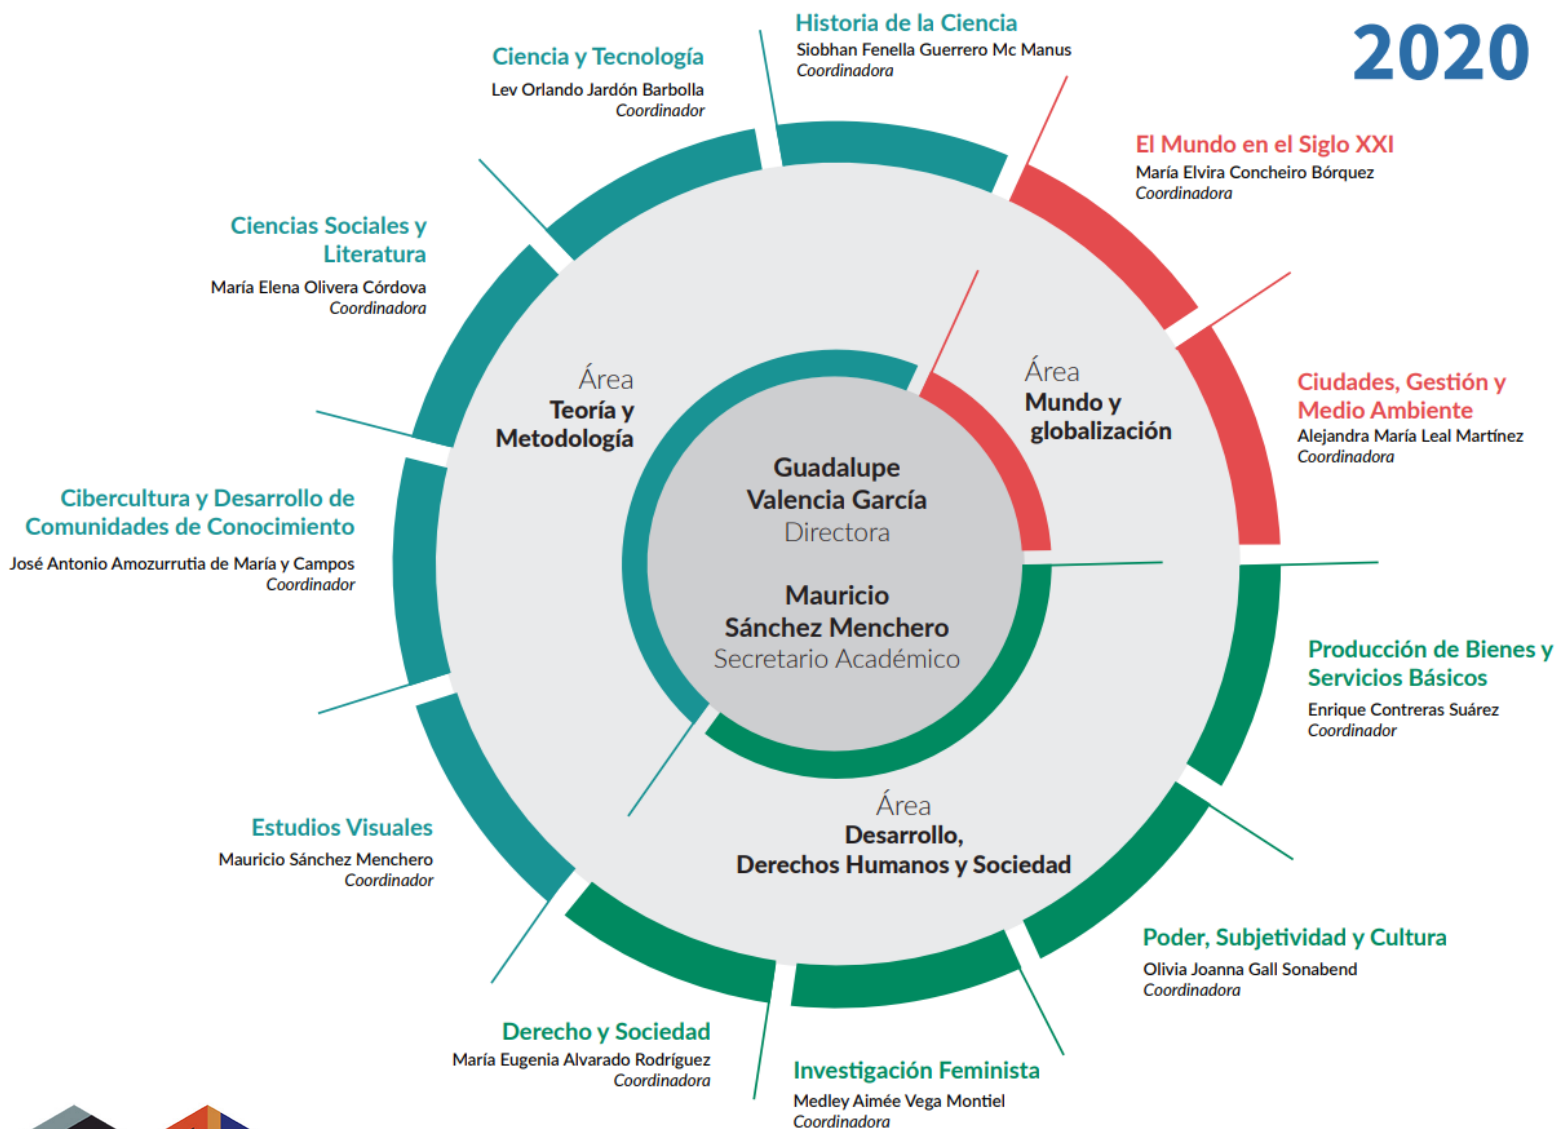 2020
Historia de la Ciencia
Siobhan Fenella Guerrero Mc Manus
Coordinadora
El Mundo en el Siglo XXI
María Elvira Concheiro Bórquez
Coordinadora
Ciudades, Gestión y
Medio Ambiente
Alejandra María Leal Martínez
Coordinadora
Producción de Bienes y
Servicios Básicos
Enrique Contreras Suárez
Coordinador
Poder, Subjetividad y Cultura
Olivia Joanna Gall Sonabend
Coordinadora
Investigación Feminista
Medley Aimée Vega Montiel
Coordinadora
Derecho y Sociedad
María Eugenia Alvarado Rodríguez
Coordinadora
Estudios Visuales
Mauricio Sánchez Menchero
Coordinador
Cibercultura y Desarrollo de
Comunidades de Conocimiento
José Antonio Amozurrutia de María y Campos
Coordinador
Ciencias Sociales y
Literatura
María Elena Olivera Córdova
Coordinadora
Ciencia y Tecnología
Lev Orlando Jardón Barbolla
Coordinador
Área
Teoría y
Metodología
Área
Mundo y
globalización
Área
Desarrollo,
Derechos Humanos y Sociedad
Guadalupe
Valencia García
Directora
Mauricio
Sánchez Menchero
Secretario Académico